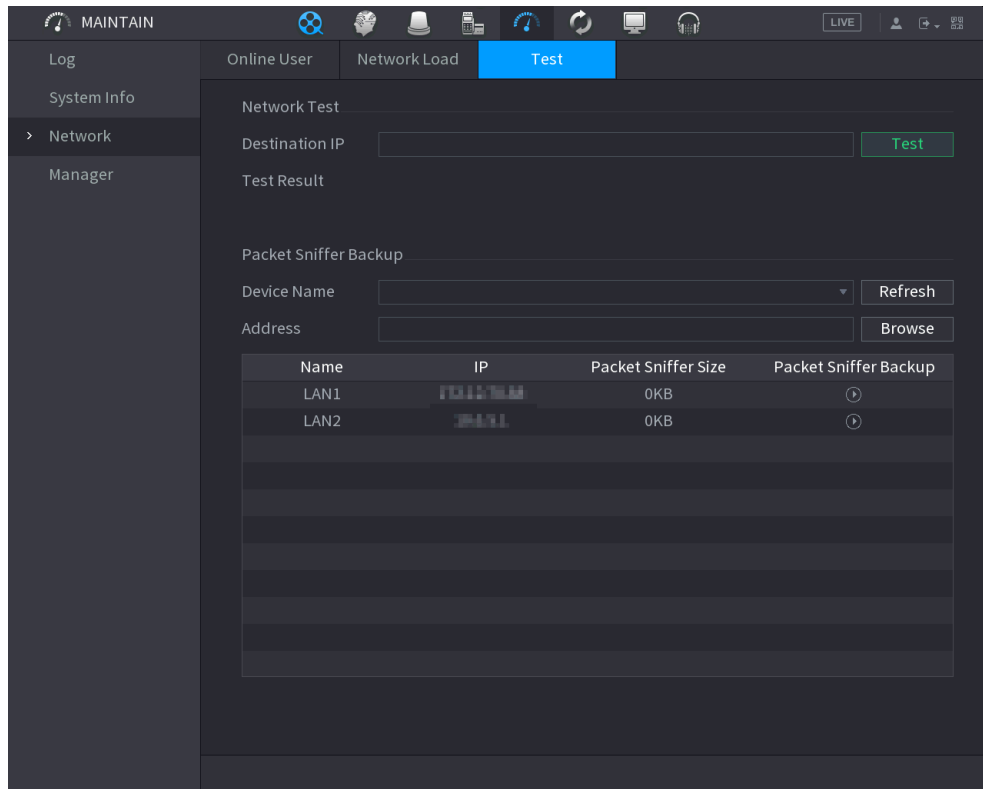 MAINTAIN
LIVE
Log
System Info
Network
Manager
Online User Network Load Test
Network Test
Destination IP Test
Test Result
Packet Sniffer Backup
Device Name Refresh
Address Browse
Name IP Packet Sniffer Size Packet Sniffer Backup
LAN1 0KB
LAN2 0KB